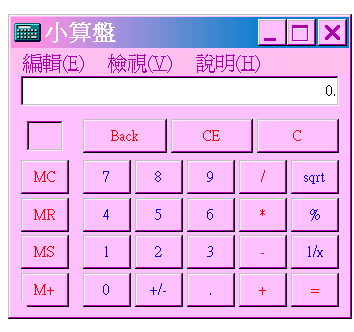 小算盤
編輯(E) 檢視(V) 說明(H)
0.
Back CE C
MC 7 8 9 / sqrt
MR 4 5 6 * %
MS 1 2 3 - 1/x
M+ 0 +/- . + =